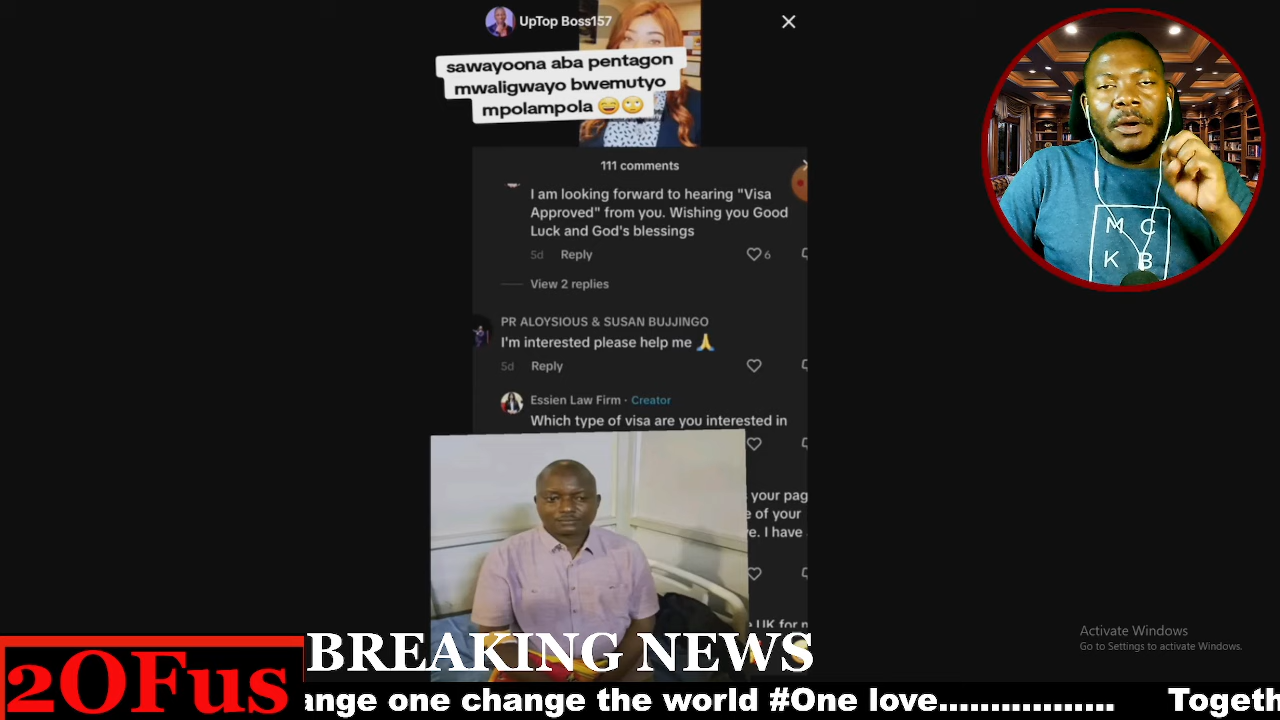 UpTop Boss157
sawayoona aba pentagon
mwaligwayo bwemutyo
mpolampola 😅🙄
111 comments
I am looking forward to hearing "Visa
Approved" from you. Wishing you Good
Luck and God's blessings
5d Reply
6
View 2 replies
PR ALOYSIOUS & SUSAN BUJJINGO
I'm interested please help me 🙏
5d Reply
Essien Law Firm · Creator
Which type of visa are you interested in
your pag
e of your
ve. I have
UK for m
M C
K B
Activate Windows
Go to Settings to activate Windows.
BREAKING NEWS
2OFus
ange one change the world #One love................. Togeth